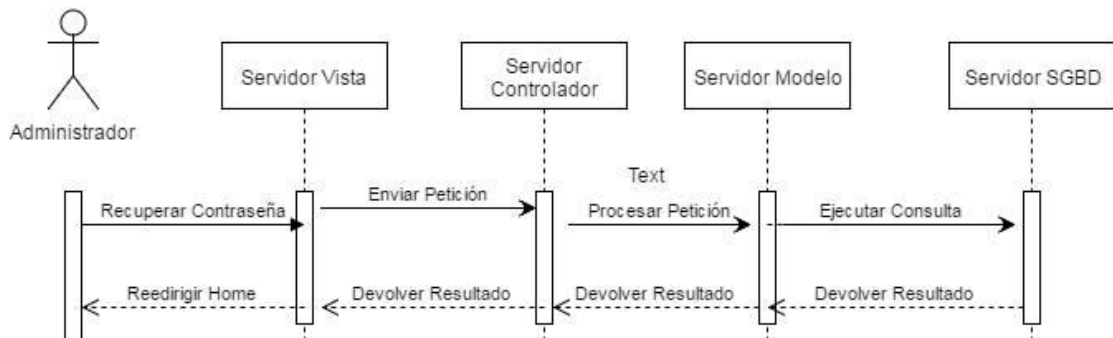 Servidor Vista
Servidor
Controlador
Servidor Modelo
Servidor SGBD
Administrador
Text
Enviar Petición
Recuperar Contraseña
Procesar Petición
Ejecutar Consulta
Reedirigir Home
Devolver Resultado
Devolver Resultado
Devolver Resultado